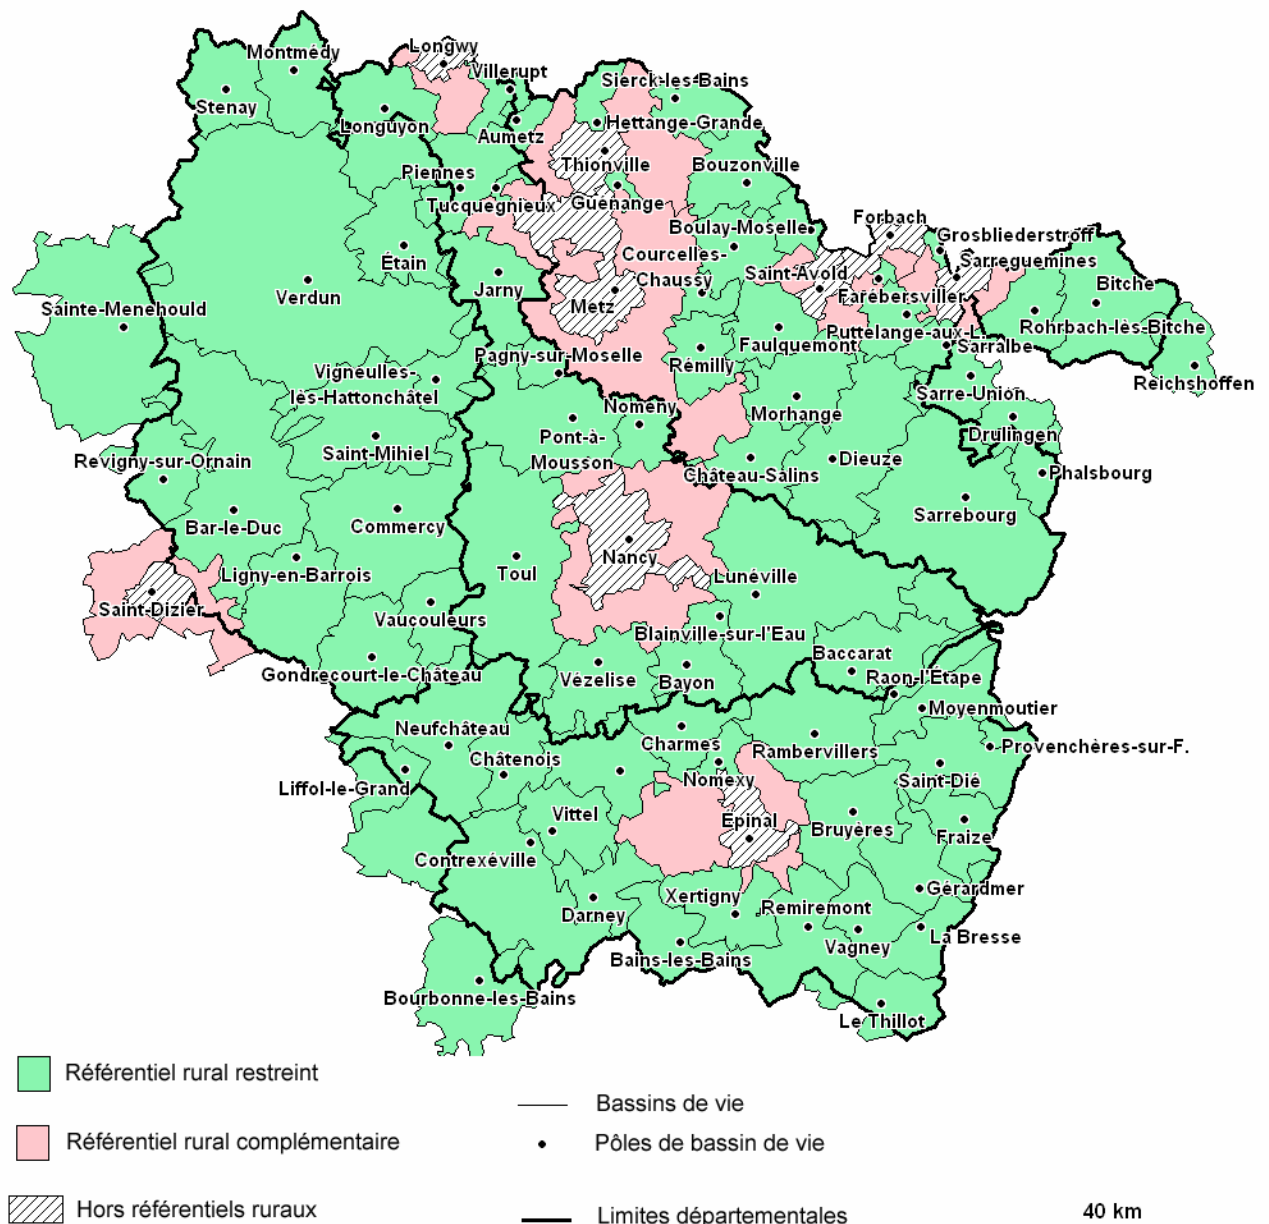 Longwy
Montmédy
Villerupt
Sierck-les-Bains
Stenay
Longuyon
Aumetz
Hettange-Grande
Thionville
Bouzonville
Piennes
Tucquegnieux
Guénange
Forbach
Boulay-Moselle
Grosbliederstroff
Étain
Courcelles-
Chaussy
Saint-Avold
Sarreguemines
Jarny
Metz
Farébersviller
Bitche
Verdun
Sainte-Menehould
Puttelange-aux-L.
Rohrbach-lès-Bitche
Faulquemont
Sarralbe
Pagny-sur-Moselle
Rémilly
Vigneulles-
lès-Hattonchâtel
Reichshoffen
Sarre-Union
Nomeny
Morhange
Pont-à-
Mousson
Drulingen
Saint-Mihiel
Revigny-sur-Ornain
Dieuze
Château-Salins
Phalsbourg
Sarrebourg
Bar-le-Duc
Commercy
Nancy
Toul
Ligny-en-Barrois
Lunéville
Saint-Dizier
Vaucouleurs
Blainville-sur-l'Eau
Baccarat
Gondrecourt-le-Château
Vézelise
Bayon
Raon-l'Étape
Moyenmoutier
Neufchâteau
Charmes
Rambervillers
Provenchères-sur-F.
Châtenois
Nomexy
Saint-Dié
Liffol-le-Grand
Vittel
Épinal
Bruyères
Fraize
Contrexéville
Gérardmer
Xertigny
Darney
Remiremont
La Bresse
Vagney
Bains-les-Bains
Bourbonne-les-Bains
Le Thillot
Référentiel rural restreint
Référentiel rural complémentaire
Hors référentiels ruraux
Bassins de vie
Pôles de bassin de vie
Limites départementales
40 km